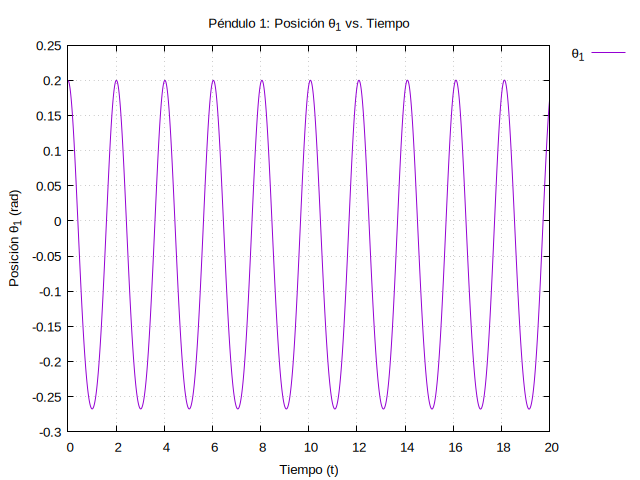 Péndulo 1: Posición θ1 vs. Tiempo
θ1
0.25
0.2
0.15
0.1
0.05
0
-0.05
-0.1
-0.15
-0.2
-0.25
-0.3
Posición θ1 (rad)
0 2 4 6 8 10 12 14 16 18 20
Tiempo (t)